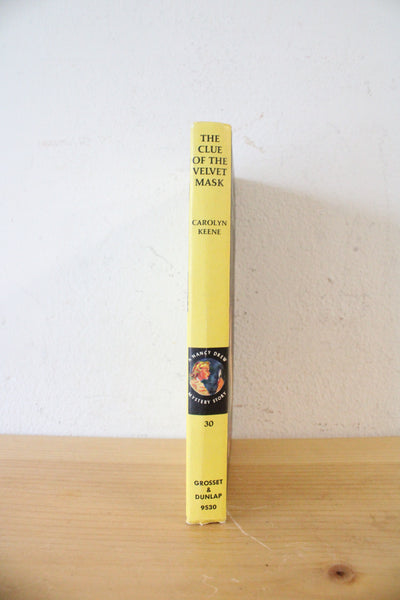 THE
CLUE
OF THE
VELVET
MASK
CAROLYN
KEENE
A NANCY DREW
MYSTERY STORY
30
GROSSET
&
DUNLAP
9530